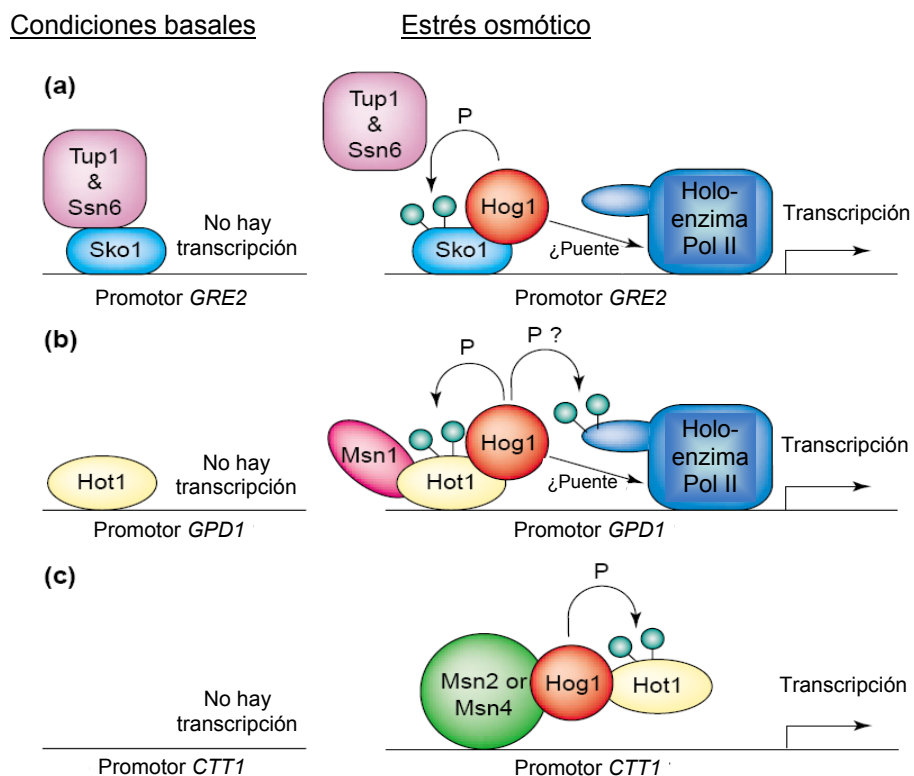 Condiciones basales
Estrés osmótico
(a)
Tup1
&
Ssn6
Sko1
No hay
transcripción
Promotor GRE2
Tup1
&
Ssn6
P
Hog1
Sko1
¿Puente
Holo-
enzima
Pol II
Transcripción
Promotor GRE2
(b)
Hot1
No hay
transcripción
Promotor GPD1
P
P ?
Msn1
Hot1
Hog1
¿Puente
Holo-
enzima
Pol II
Transcripción
Promotor GPD1
(c)
No hay
transcripción
Promotor CTT1
P
Msn2 or
Msn4
Hog1
Hot1
Transcripción
Promotor CTT1